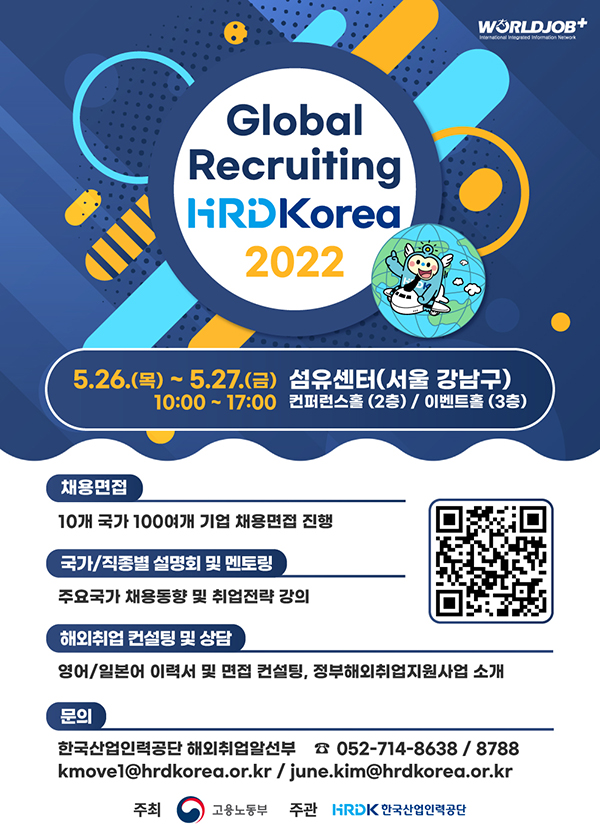 WORLDJOB+
International Integrated Information Network
Global
Recruiting
HRDKorea
2022
5.26.(목) ~ 5.27.(금) 섬유센터(서울 강남구)
10:00 ~ 17:00 컨퍼런스홀 (2층) / 이벤트홀 (3층)
채용면접
10개 국가 100여개 기업 채용면접 진행
국가/직종별 설명회 및 멘토링
주요국가 채용동향 및 취업전략 강의
해외취업 컨설팅 및 상담
영어/일본어 이력서 및 면접 컨설팅, 정부해외취업지원사업 소개
문의
한국산업인력공단 해외취업알선부 ☎ 052-714-8638 / 8788
kmove1@hrdkorea.or.kr / june.kim@hrdkorea.or.kr
주최 고용노동부 주관 HRDK 한국산업인력공단